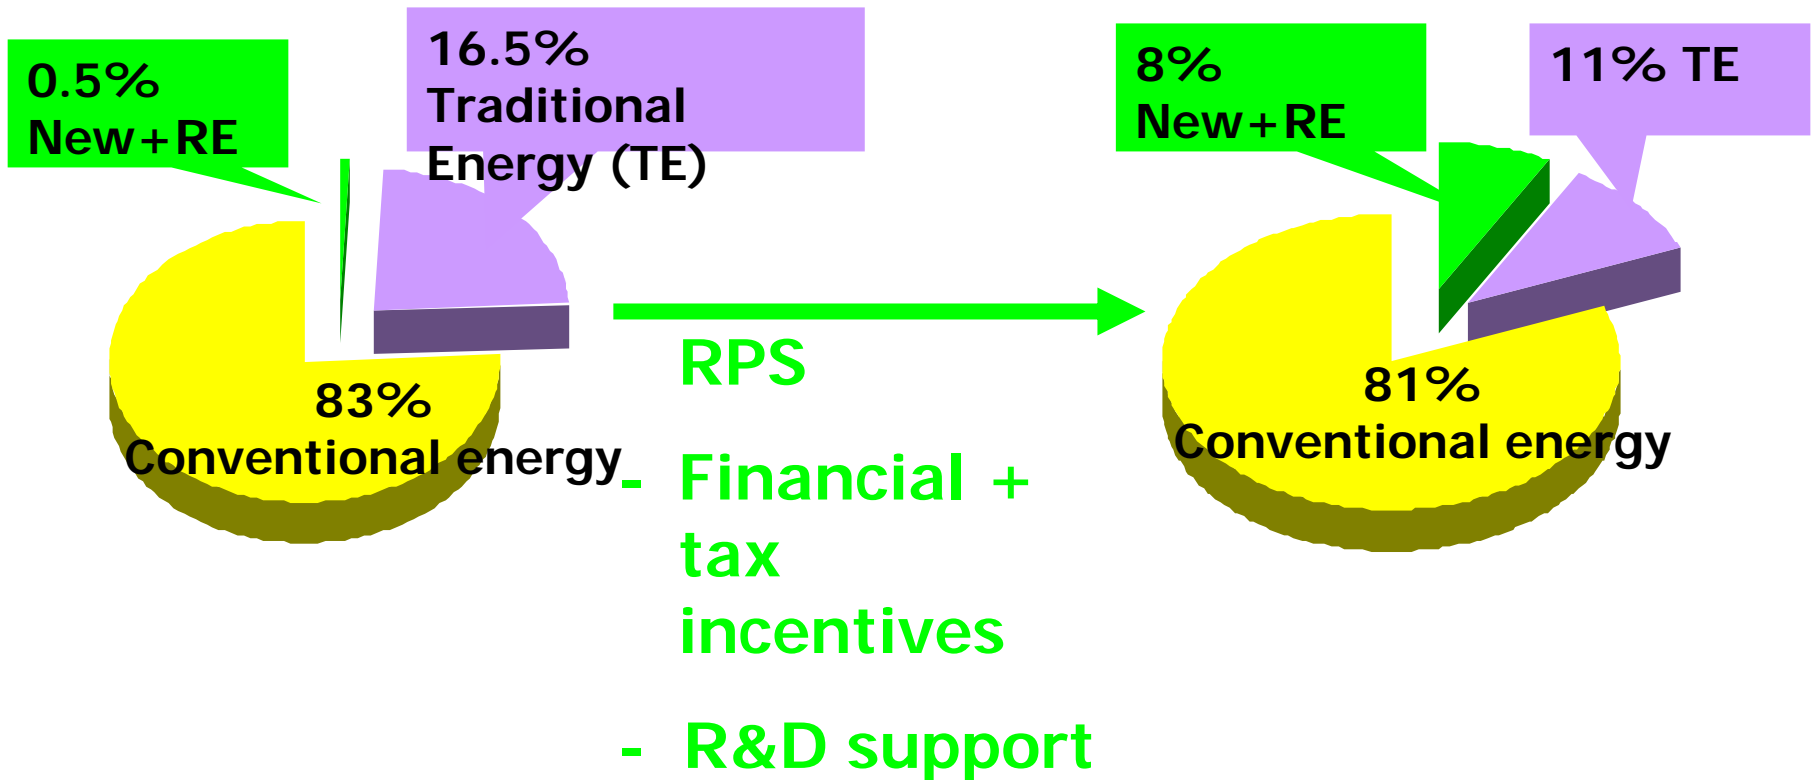 0.5%
New+RE
16.5%
Traditional
Energy (TE)
83%
Conventional energy
RPS
- Financial +
tax
incentives
- R&D support
8%
New+RE
11% TE
81%
Conventional energy